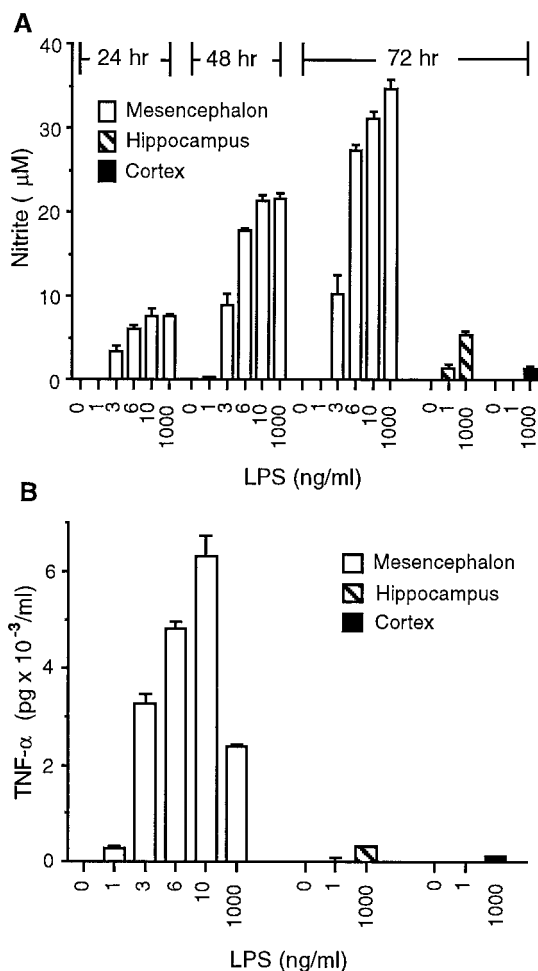 A
24 hr 48 hr 72 hr
Mesencephalon
Hippocampus
Cortex
Nitrite ( μM)
40
30
20
10
0
0 1 3 6 10 1000 0 1 3 6 10 1000 0 1 3 6 10 1000 0 1 1000 0 1 1000
LPS (ng/ml)
B
Mesencephalon
Hippocampus
Cortex
TNF-α (pg x 10⁻³/ml)
6
4
2
0
0 1 3 6 10 1000 0 1 1000 0 1 1000
LPS (ng/ml)